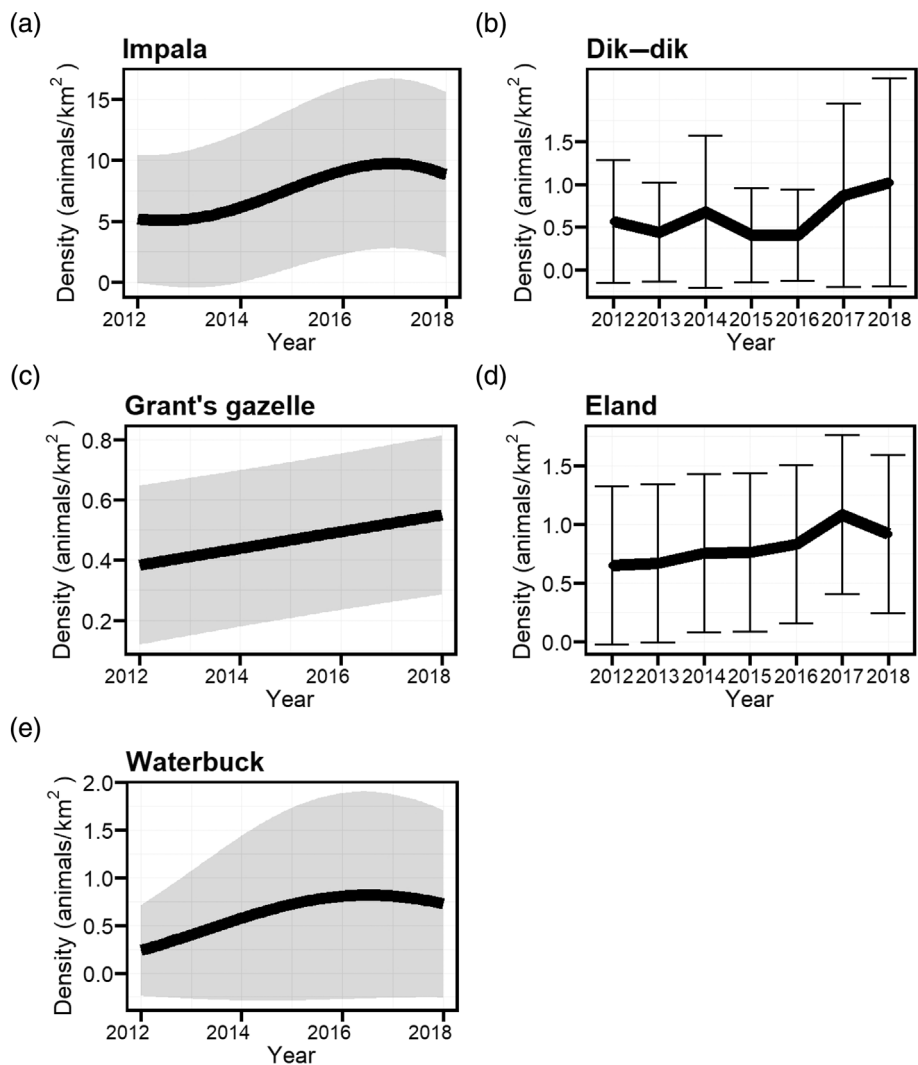 (a)
Impala
Density (animals/km²)
15
10
5
0
2012 2014 2016 2018
Year
(b)
Dik–dik
Density (animals/km²)
1.5
1.0
0.5
0.0
2012 2013 2014 2015 2016 2017 2018
Year
(c)
Grant's gazelle
Density (animals/km²)
0.8
0.6
0.4
0.2
2012 2014 2016 2018
Year
(d)
Eland
Density (animals/km²)
1.5
1.0
0.5
0.0
2012 2013 2014 2015 2016 2017 2018
Year
(e)
Waterbuck
Density (animals/km²)
2.0
1.5
1.0
0.5
0.0
2012 2014 2016 2018
Year